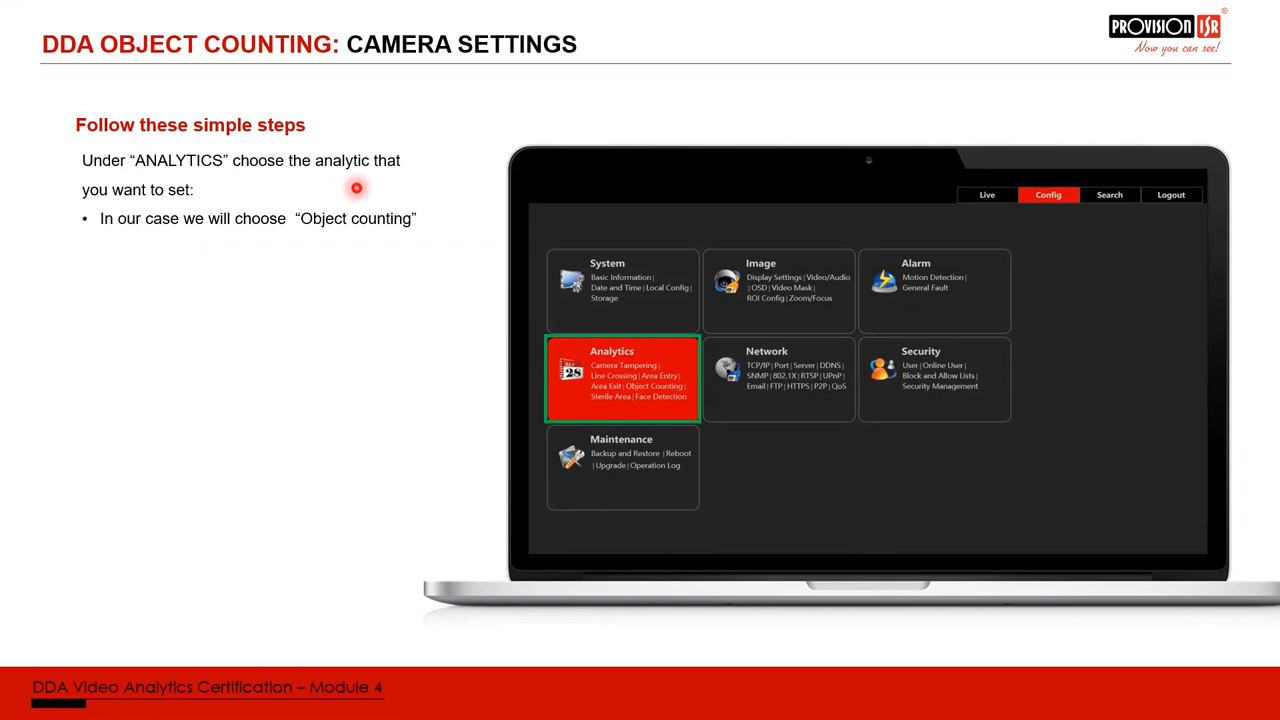 DDA OBJECT COUNTING: CAMERA SETTINGS
PROVISION ISR ®
Now you can see!
Follow these simple steps
Under “ANALYTICS” choose the analytic that
you want to set:
• In our case we will choose “Object counting”
Live Config Search Logout
System
Basic Information |
Date and Time | Local Config |
Storage
Image
Display Settings | Video/Audio
| OSD | Video Mask |
ROI Config | Zoom/Focus
Alarm
Motion Detection |
General Fault
Analytics
Camera Tampering |
Line Crossing | Area Entry |
Area Exit | Object Counting |
Sterile Area | Face Detection
JULY
28
Network
TCP/IP | Port | Server | DDNS |
SNMP | 802.1X | RTSP | UPnP |
Email | FTP | HTTPS | P2P | QoS
Security
User | Online User |
Block and Allow Lists |
Security Management
Maintenance
Backup and Restore | Reboot
| Upgrade | Operation Log
DDA Video Analytics Certification – Module 4